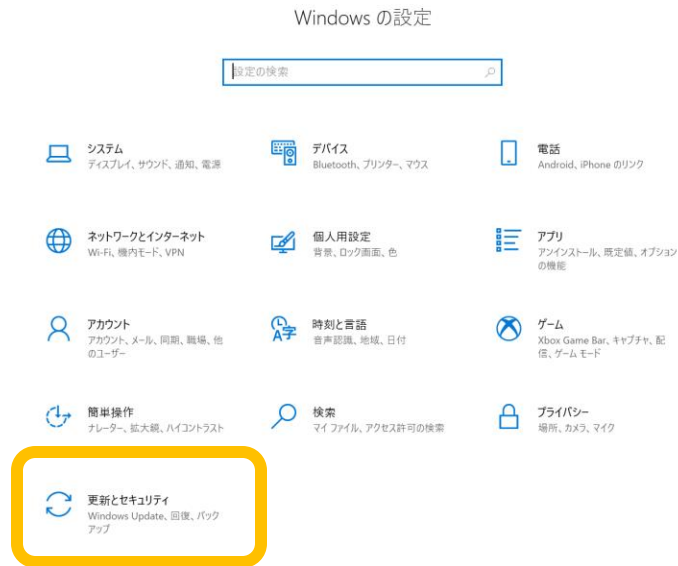 Windows の設定
設定の検索
システム
ディスプレイ、サウンド、通知、電源
デバイス
Bluetooth、プリンター、マウス
電話
Android、iPhone のリンク
ネットワークとインターネット
Wi-Fi、機内モード、VPN
個人用設定
背景、ロック画面、色
アプリ
アンインストール、既定値、オプション
の機能
アカウント
アカウント、メール、同期、職場、他
のユーザー
時刻と言語
音声認識、地域、日付
ゲーム
Xbox Game Bar、キャプチャ、配
信、ゲーム モード
簡単操作
ナレーター、拡大鏡、ハイコントラスト
検索
マイ ファイル、アクセス許可の検索
プライバシー
場所、カメラ、マイク
更新とセキュリティ
Windows Update、回復、バック
アップ